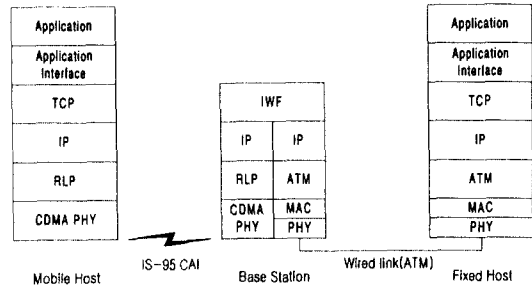 Application
Application
Interface
TCP
IP
RLP
CDMA PHY
Mobile Host
IS-95 CAI
IWF
IP IP
RLP ATM
CDMA MAC
PHY PHY
Base Station
Wired link(ATM)
Application
Application
Interface
TCP
IP
ATM
MAC
PHY
Fixed Host